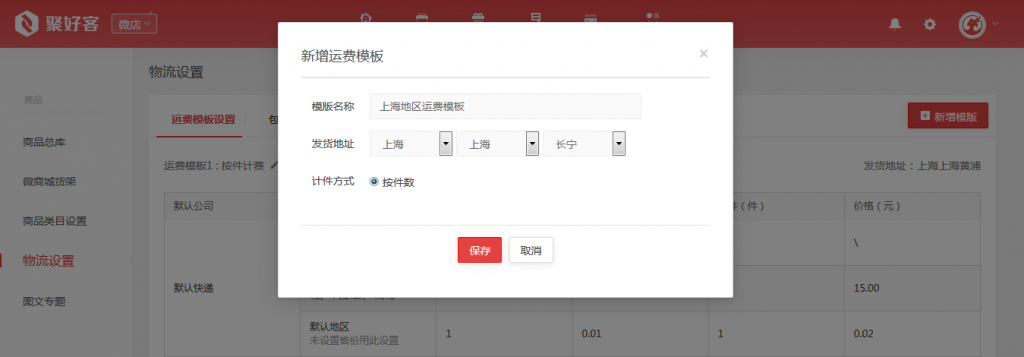 聚好客 微店
物流设置
新增运费模板 ×
商品
商品总库
微商城货架
商品类目设置
物流设置
图文专题
运费模板设置 包
新增模版
运费模板1：按件计费
发货地址：上海上海黄浦
模版名称 上海地区运费模板
发货地址 上海 上海 长宁
计件方式 按件数
保存 取消
默认公司 件（件） 价格（元）
\
默认快递 15.00
默认地区 1 0.01 1 0.02
未设置省份用此设置